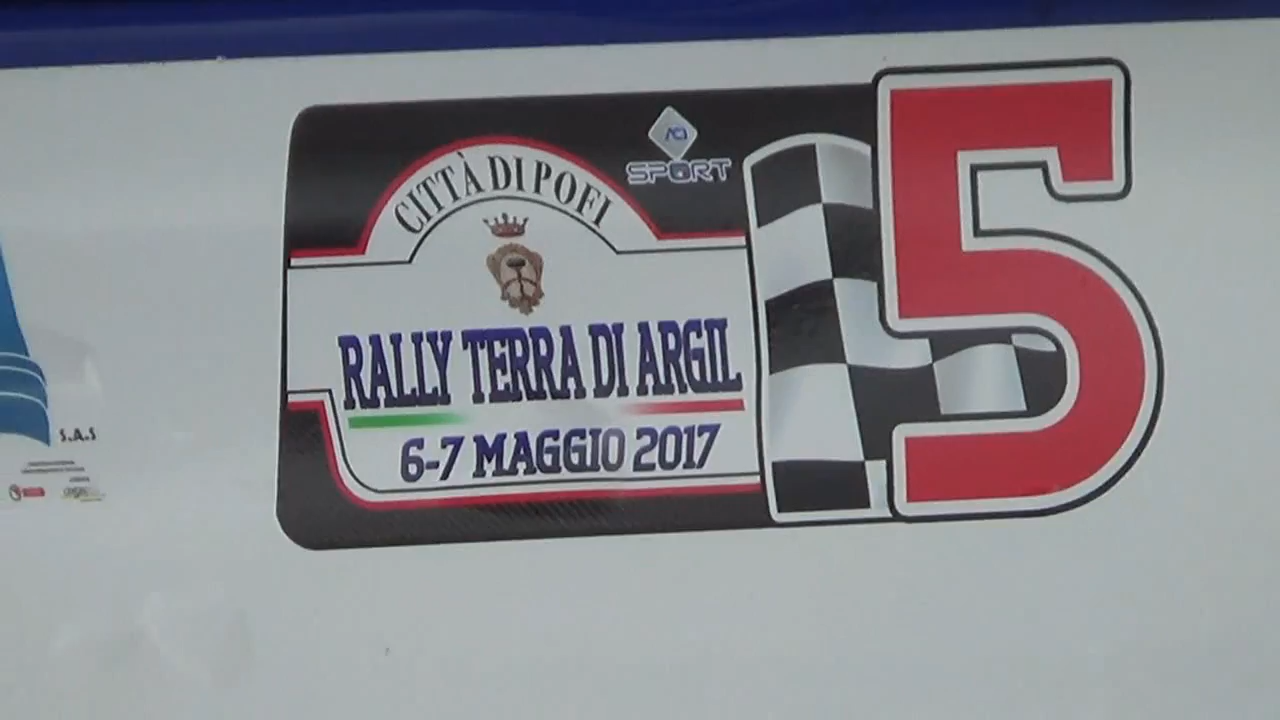 CITTÀ DI POFI
ACI
SPORT
5
RALLY TERRA DI ARGIL
6-7 MAGGIO 2017
S.A.S